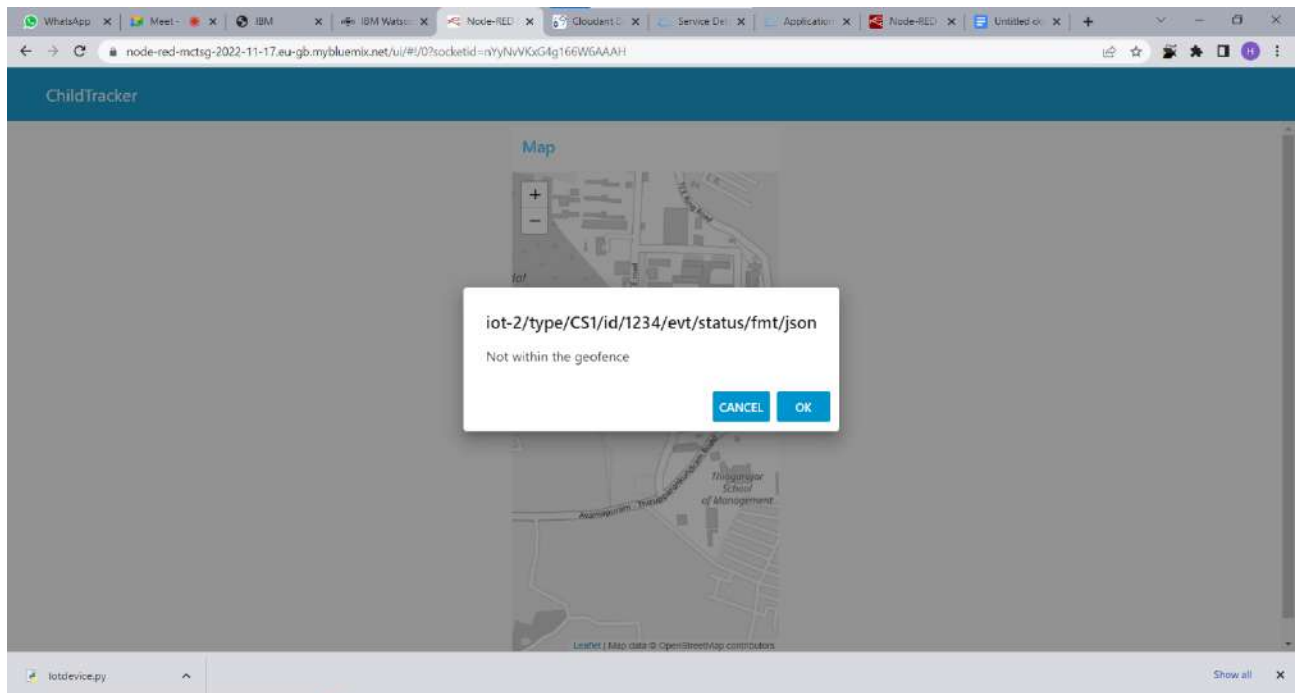 WhatsApp
Meet -
IBM
IBM Watso
Node-RED
Cloudant D
Service Det
Application
Node-RED
Untitled do
node-red-mctsg-2022-11-17.eu-gb.mybluemix.net/ui/#!/0?socketid=nYyNvVKxG4g166W6AAAH
H
ChildTracker
Map
+
−
iot-2/type/CS1/id/1234/evt/status/fmt/json
Not within the geofence
CANCEL
OK
Thiagarajar
School
of Management
Leaflet | Map data © OpenStreetMap contributors
Iotdevice.py
Show all